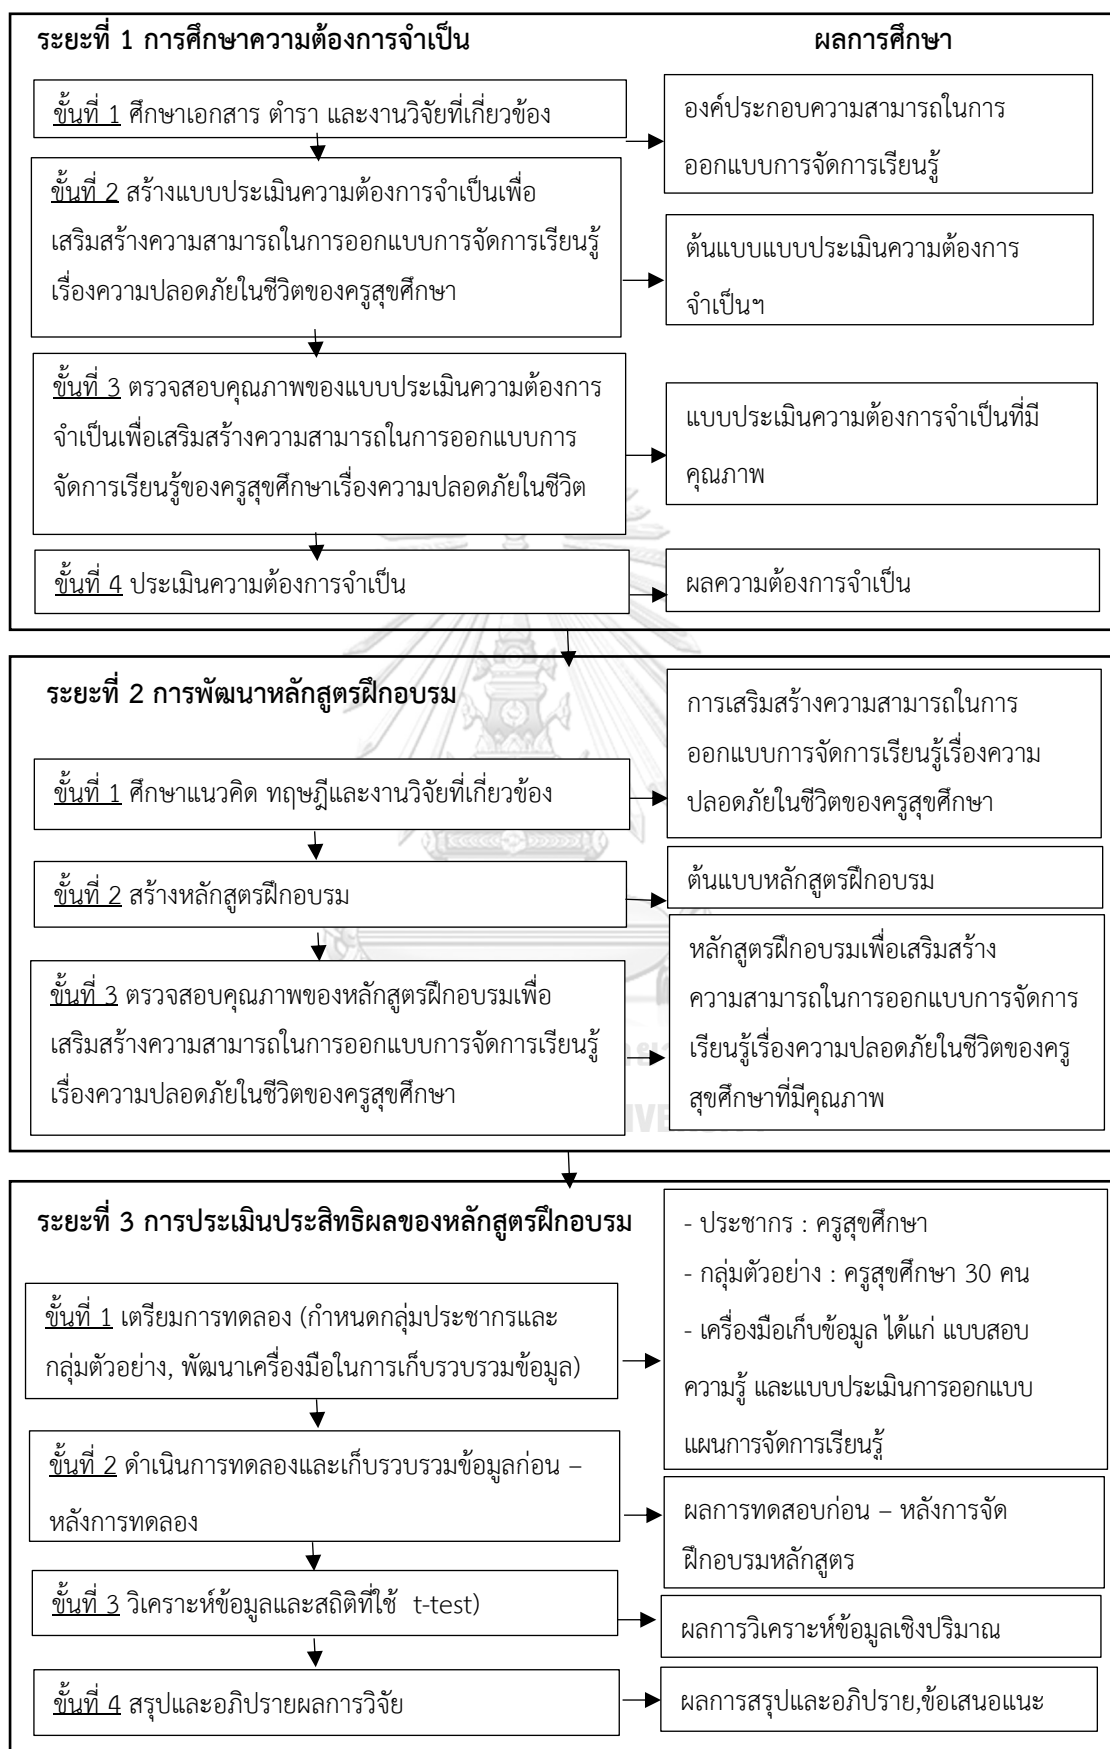 ระยะที่ 1 การศึกษาความต้องการจำเป็น
ผลการศึกษา
ขั้นที่ 1 ศึกษาเอกสาร ตำรา และงานวิจัยที่เกี่ยวข้อง
องค์ประกอบความสามารถในการ
ออกแบบการจัดการเรียนรู้
ขั้นที่ 2 สร้างแบบประเมินความต้องการจำเป็นเพื่อ
เสริมสร้างความสามารถในการออกแบบการจัดการเรียนรู้
เรื่องความปลอดภัยในชีวิตของครูสุขศึกษา
ต้นแบบแบบประเมินความต้องการ
จำเป็นฯ
ขั้นที่ 3 ตรวจสอบคุณภาพของแบบประเมินความต้องการ
จำเป็นเพื่อเสริมสร้างความสามารถในการออกแบบการ
จัดการเรียนรู้ของครูสุขศึกษาเรื่องความปลอดภัยในชีวิต
แบบประเมินความต้องการจำเป็นที่มี
คุณภาพ
ขั้นที่ 4 ประเมินความต้องการจำเป็น
ผลความต้องการจำเป็น
ระยะที่ 2 การพัฒนาหลักสูตรฝึกอบรม
ขั้นที่ 1 ศึกษาแนวคิด ทฤษฎีและงานวิจัยที่เกี่ยวข้อง
การเสริมสร้างความสามารถในการ
ออกแบบการจัดการเรียนรู้เรื่องความ
ปลอดภัยในชีวิตของครูสุขศึกษา
ขั้นที่ 2 สร้างหลักสูตรฝึกอบรม
ต้นแบบหลักสูตรฝึกอบรม
ขั้นที่ 3 ตรวจสอบคุณภาพของหลักสูตรฝึกอบรมเพื่อ
เสริมสร้างความสามารถในการออกแบบการจัดการเรียนรู้
เรื่องความปลอดภัยในชีวิตของครูสุขศึกษา
หลักสูตรฝึกอบรมเพื่อเสริมสร้าง
ความสามารถในการออกแบบการจัดการ
เรียนรู้เรื่องความปลอดภัยในชีวิตของครู
สุขศึกษาที่มีคุณภาพ
ระยะที่ 3 การประเมินประสิทธิผลของหลักสูตรฝึกอบรม
ขั้นที่ 1 เตรียมการทดลอง (กำหนดกลุ่มประชากรและ
กลุ่มตัวอย่าง, พัฒนาเครื่องมือในการเก็บรวบรวมข้อมูล)
- ประชากร : ครูสุขศึกษา
- กลุ่มตัวอย่าง : ครูสุขศึกษา 30 คน
- เครื่องมือเก็บข้อมูล ได้แก่ แบบสอบ
ความรู้ และแบบประเมินการออกแบบ
แผนการจัดการเรียนรู้
ขั้นที่ 2 ดำเนินการทดลองและเก็บรวบรวมข้อมูลก่อน –
หลังการทดลอง
ผลการทดสอบก่อน – หลังการจัด
ฝึกอบรมหลักสูตร
ขั้นที่ 3 วิเคราะห์ข้อมูลและสถิติที่ใช้ t-test)
ผลการวิเคราะห์ข้อมูลเชิงปริมาณ
ขั้นที่ 4 สรุปและอภิปรายผลการวิจัย
ผลการสรุปและอภิปราย,ข้อเสนอแนะ